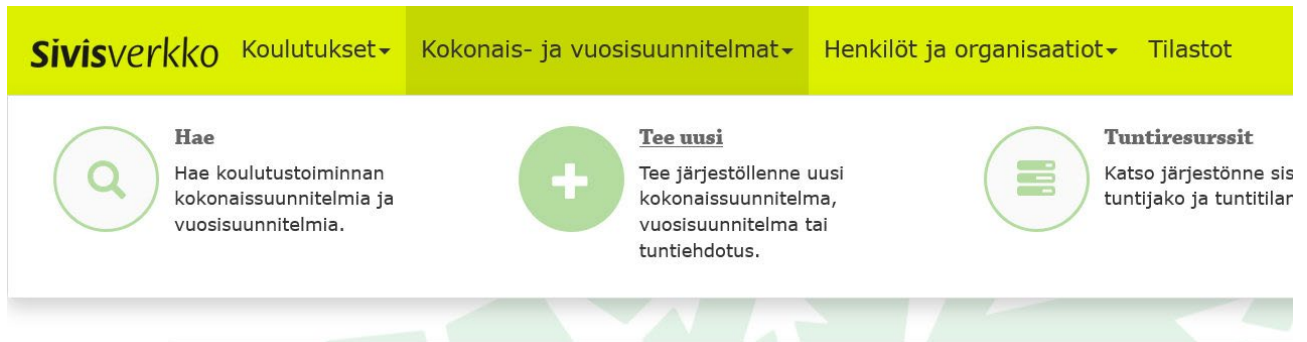 Sivisverkko Koulutukset Kokonais- ja vuosisuunnitelmat Henkilöt ja organisaatiot Tilastot
Hae
Hae koulutustoiminnan
kokonaissuunnitelmia ja
vuosisuunnitelmia.
Tee uusi
Tee järjestöllenne uusi
kokonaissuunnitelma,
vuosisuunnitelma tai
tuntiehdotus.
Tuntiresurssit
Katso järjestönne sis
tuntijako ja